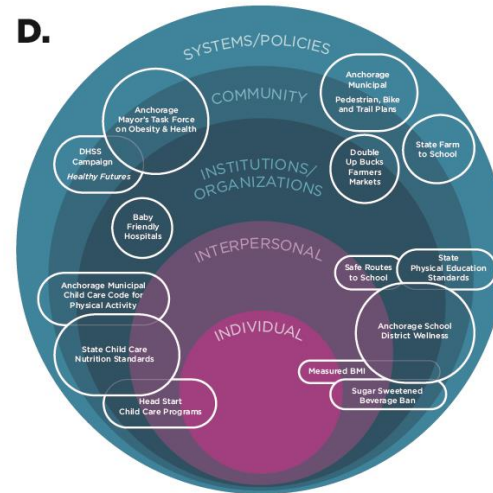 D.
SYSTEMS/POLICIES
COMMUNITY
INSTITUTIONS/
ORGANIZATIONS
INTERPERSONAL
INDIVIDUAL
Anchorage
Mayor's Task Force
on Obesity & Health
DHSS
Campaign
Healthy Futures
Baby
Friendly
Hospitals
Anchorage Municipal
Child Care Code for
Physical Activity
State Child Care
Nutrition Standards
Head Start
Child Care Programs
Anchorage
Municipal
Pedestrian, Bike
and Trail Plans
State Farm
to School
Double
Up Bucks
Farmers
Markets
Safe Routes
to School
State
Physical Education
Standards
Anchorage School
District Wellness
Measured BMI
Sugar Sweetened
Beverage Ban